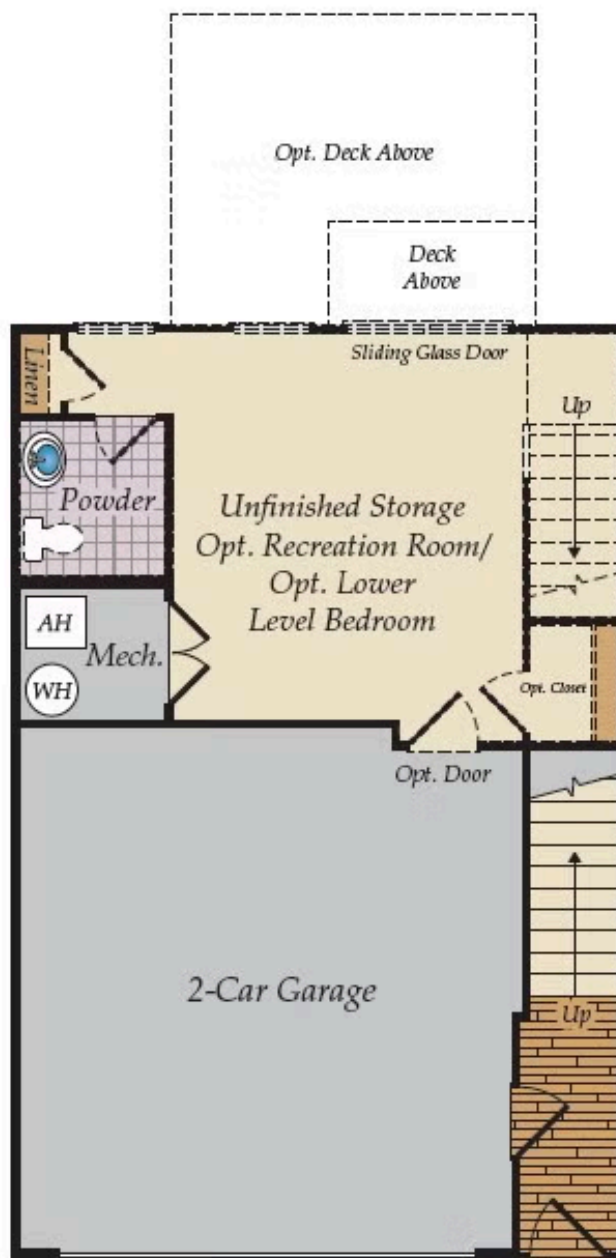 Opt. Deck Above
Deck
Above
Linen
Sliding Glass Door
Up
Powder
Unfinished Storage
Opt. Recreation Room/
Opt. Lower
Level Bedroom
AH
Mech.
WH
Opt. Closet
Opt. Door
2-Car Garage
Up